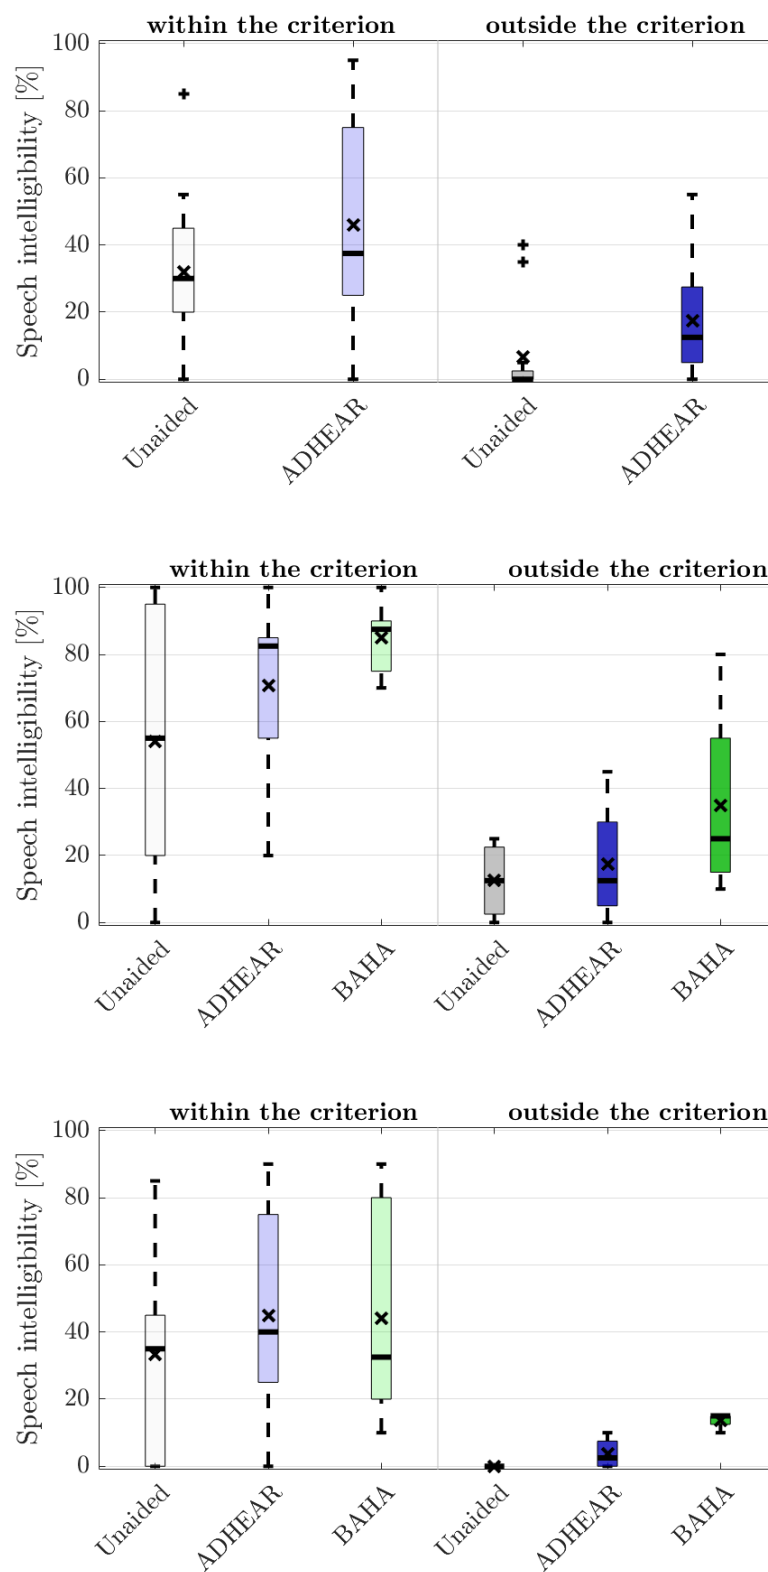 within the criterion outside the criterion
Speech intelligibility [%]
100
80
60
40
20
0
Unaided ADHEAR Unaided ADHEAR
within the criterion outside the criterion
Speech intelligibility [%]
100
80
60
40
20
0
Unaided ADHEAR BAHA Unaided ADHEAR BAHA
within the criterion outside the criterion
Speech intelligibility [%]
100
80
60
40
20
0
Unaided ADHEAR BAHA Unaided ADHEAR BAHA